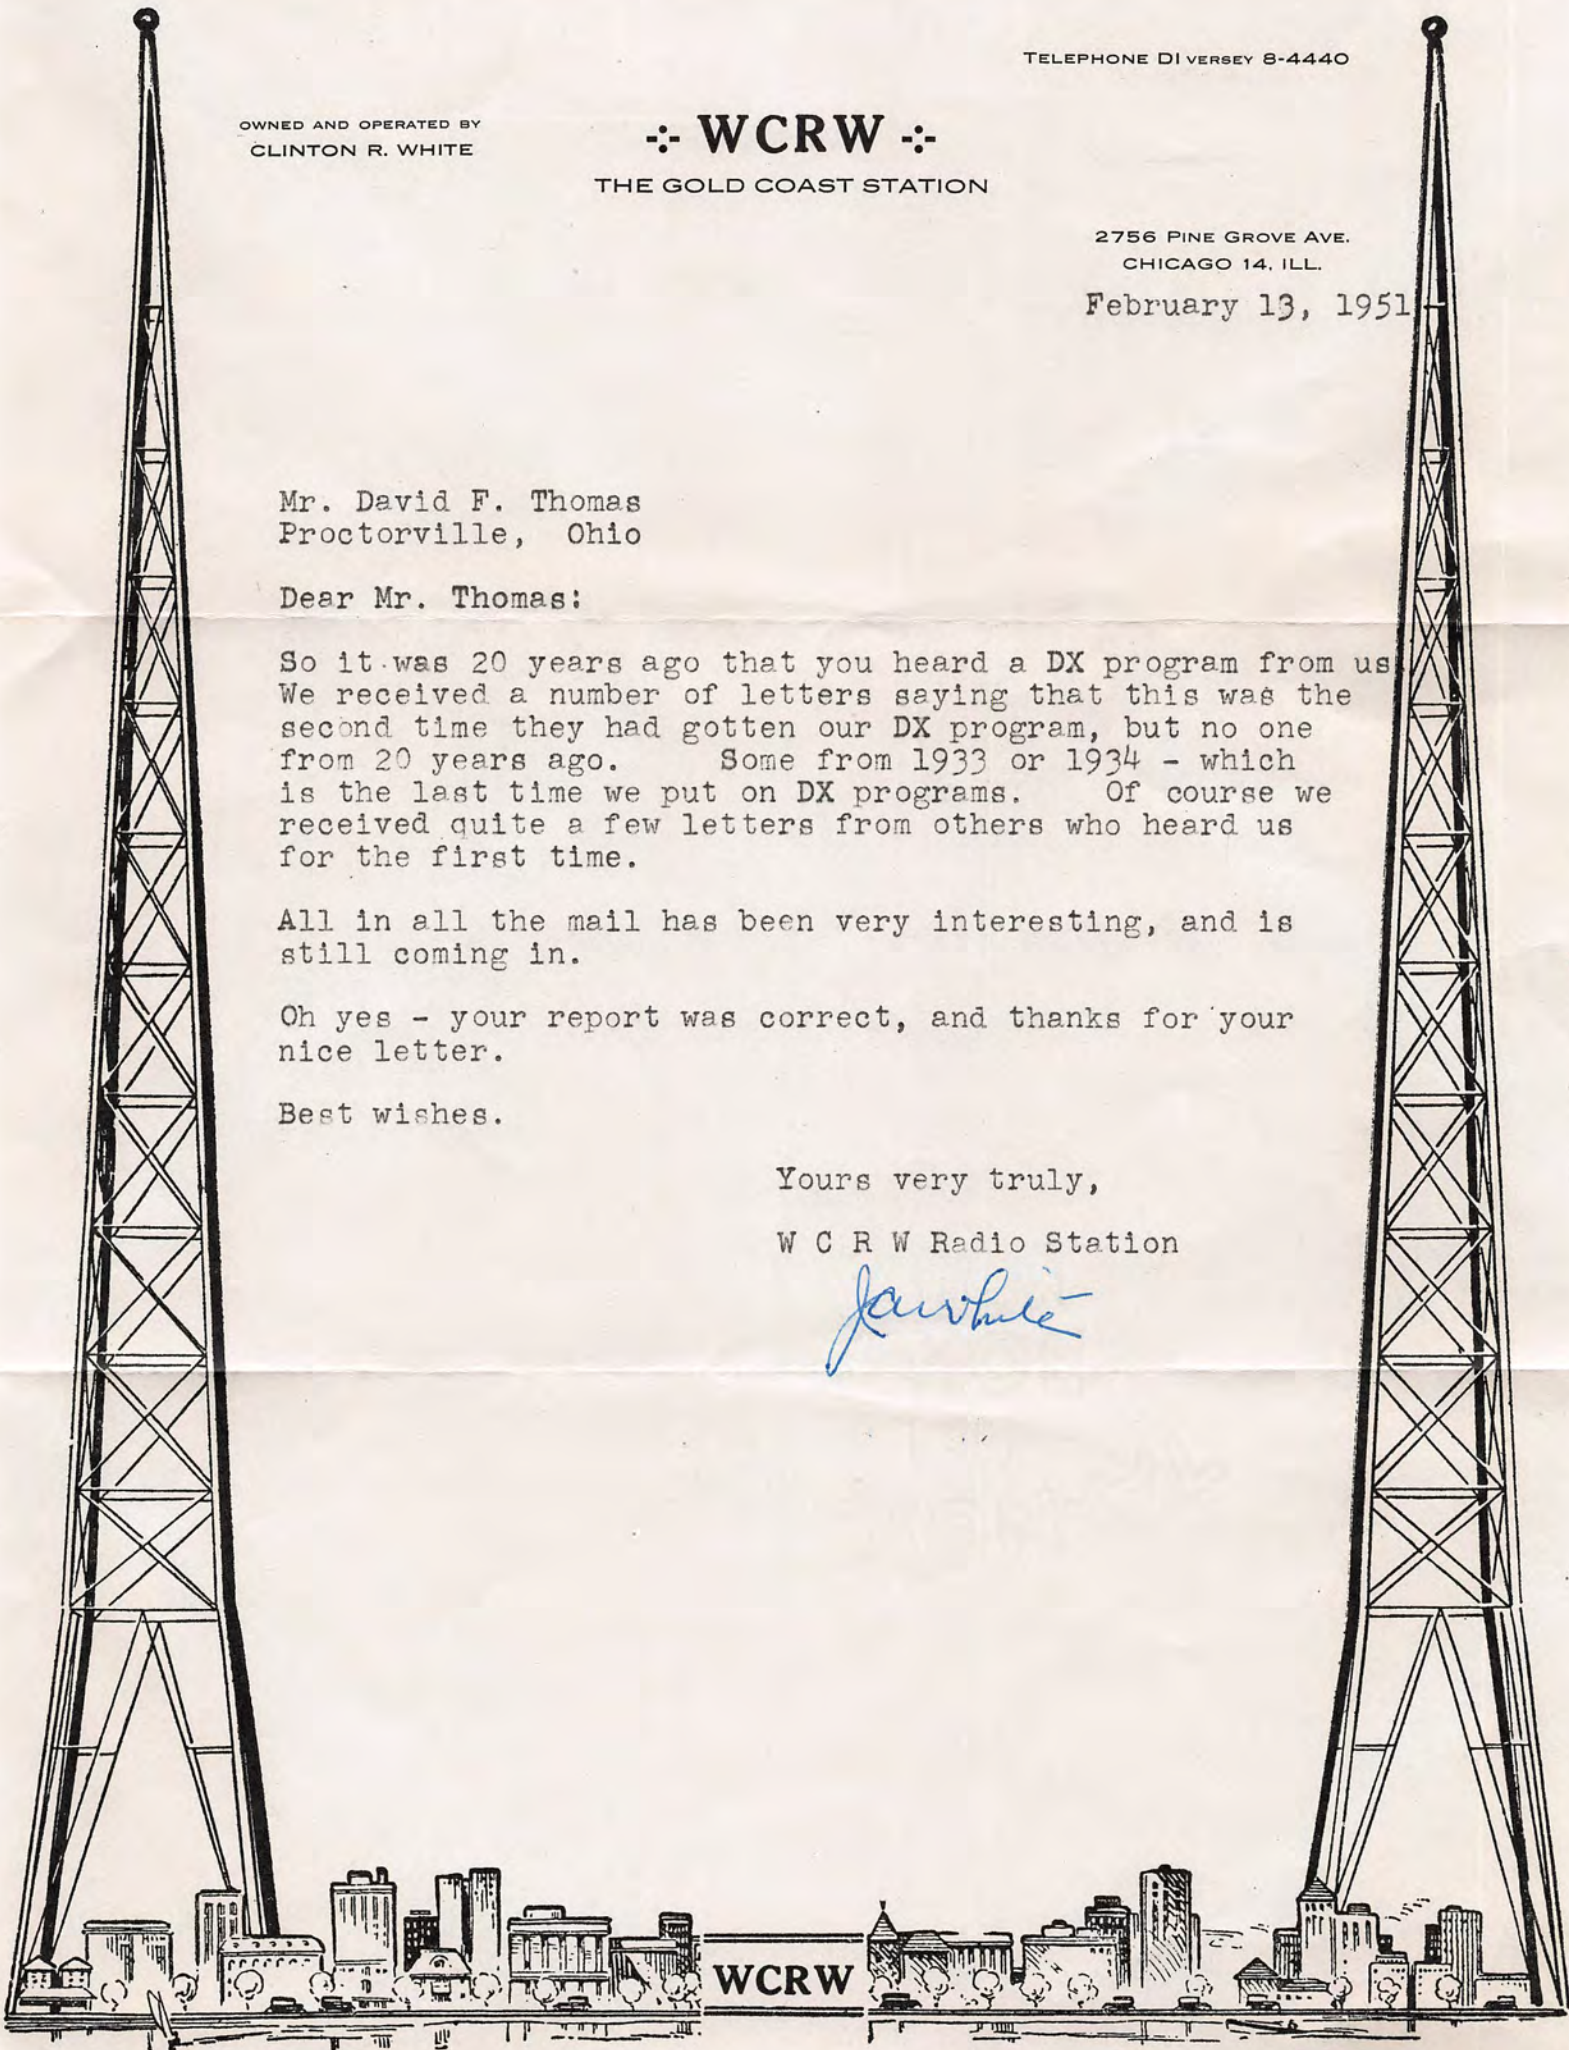 TELEPHONE DI VERSEY 8-4440
OWNED AND OPERATED BY
CLINTON R. WHITE
WCRW
THE GOLD COAST STATION
2756 PINE GROVE AVE.
CHICAGO 14, ILL.
February 13, 1951
Mr. David F. Thomas
Proctorville, Ohio
Dear Mr. Thomas:
So it was 20 years ago that you heard a DX program from us
We received a number of letters saying that this was the
second time they had gotten our DX program, but no one
from 20 years ago. Some from 1933 or 1934 - which
is the last time we put on DX programs. Of course we
received quite a few letters from others who heard us
for the first time.
All in all the mail has been very interesting, and is
still coming in.
Oh yes - your report was correct, and thanks for your
nice letter.
Best wishes.
Yours very truly,
W C R W Radio Station
JAWhite
WCRW